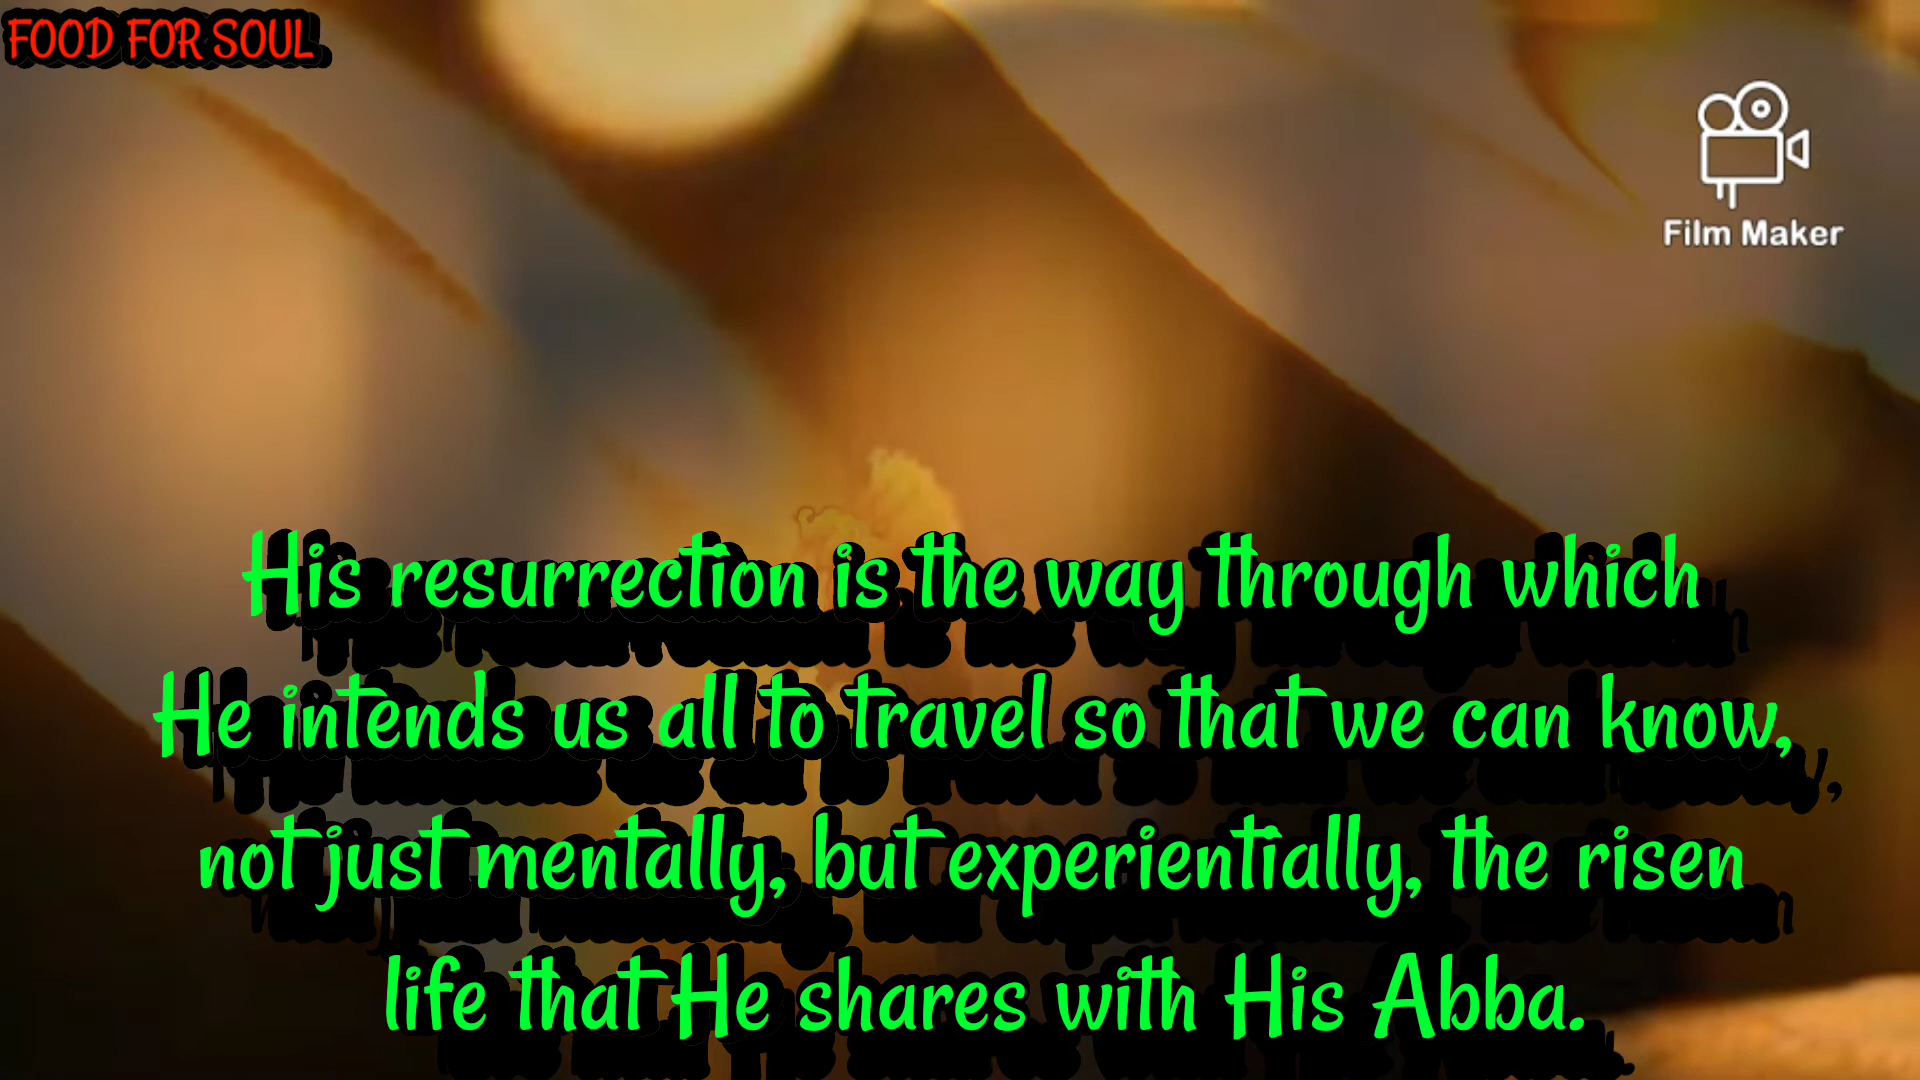 FOOD FOR SOUL
Film Maker
His resurrection is the way through which
He intends us all to travel so that we can know,
not just mentally, but experientially, the risen
life that He shares with His Abba.